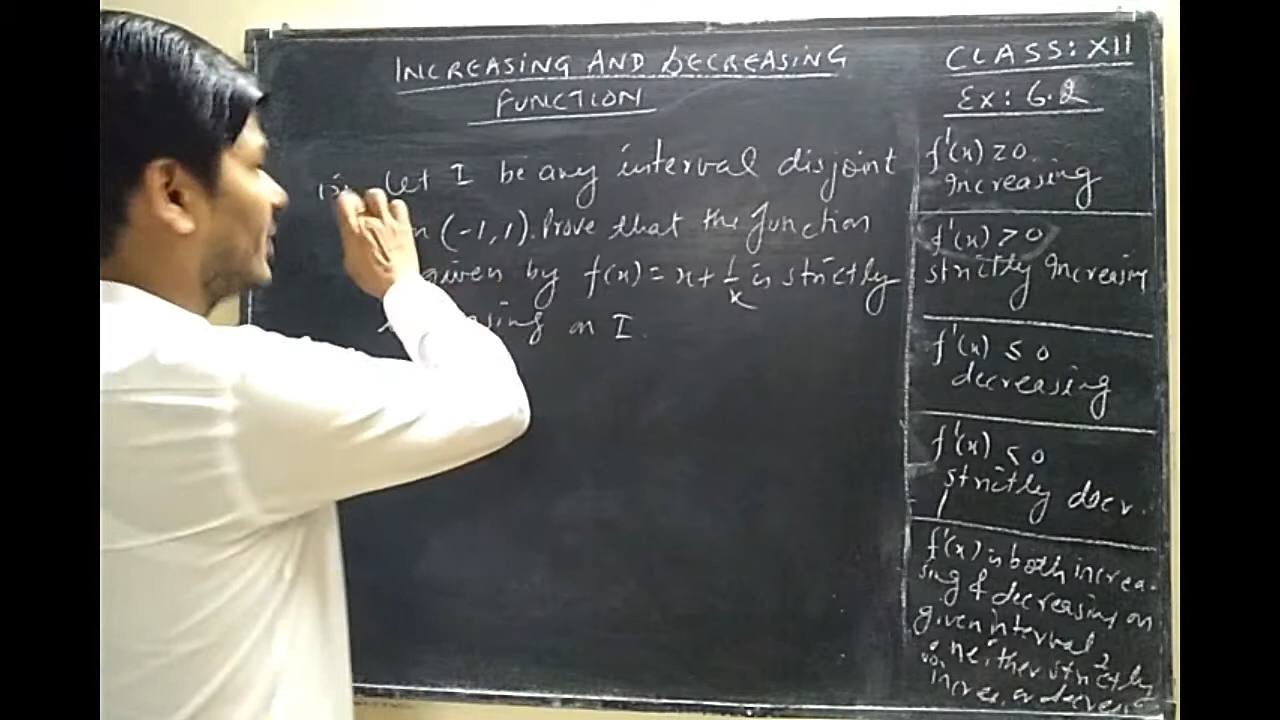 INCREASING AND DECREASING
FUNCTION
let I be any interval disjoint
(-1,1). Prove that the function
given by f(x) = x + 1/x is strictly
on I.
CLASS: XII
Ex: 6.2
f'(x) ≥ 0
Increasing
f'(x) > 0
strictly Increasing
f'(x) ≤ 0
decreasing
f'(x) < 0
strictly decr.
f'(x) is both increa-
sing & decreasing on
given interval
neither strictly